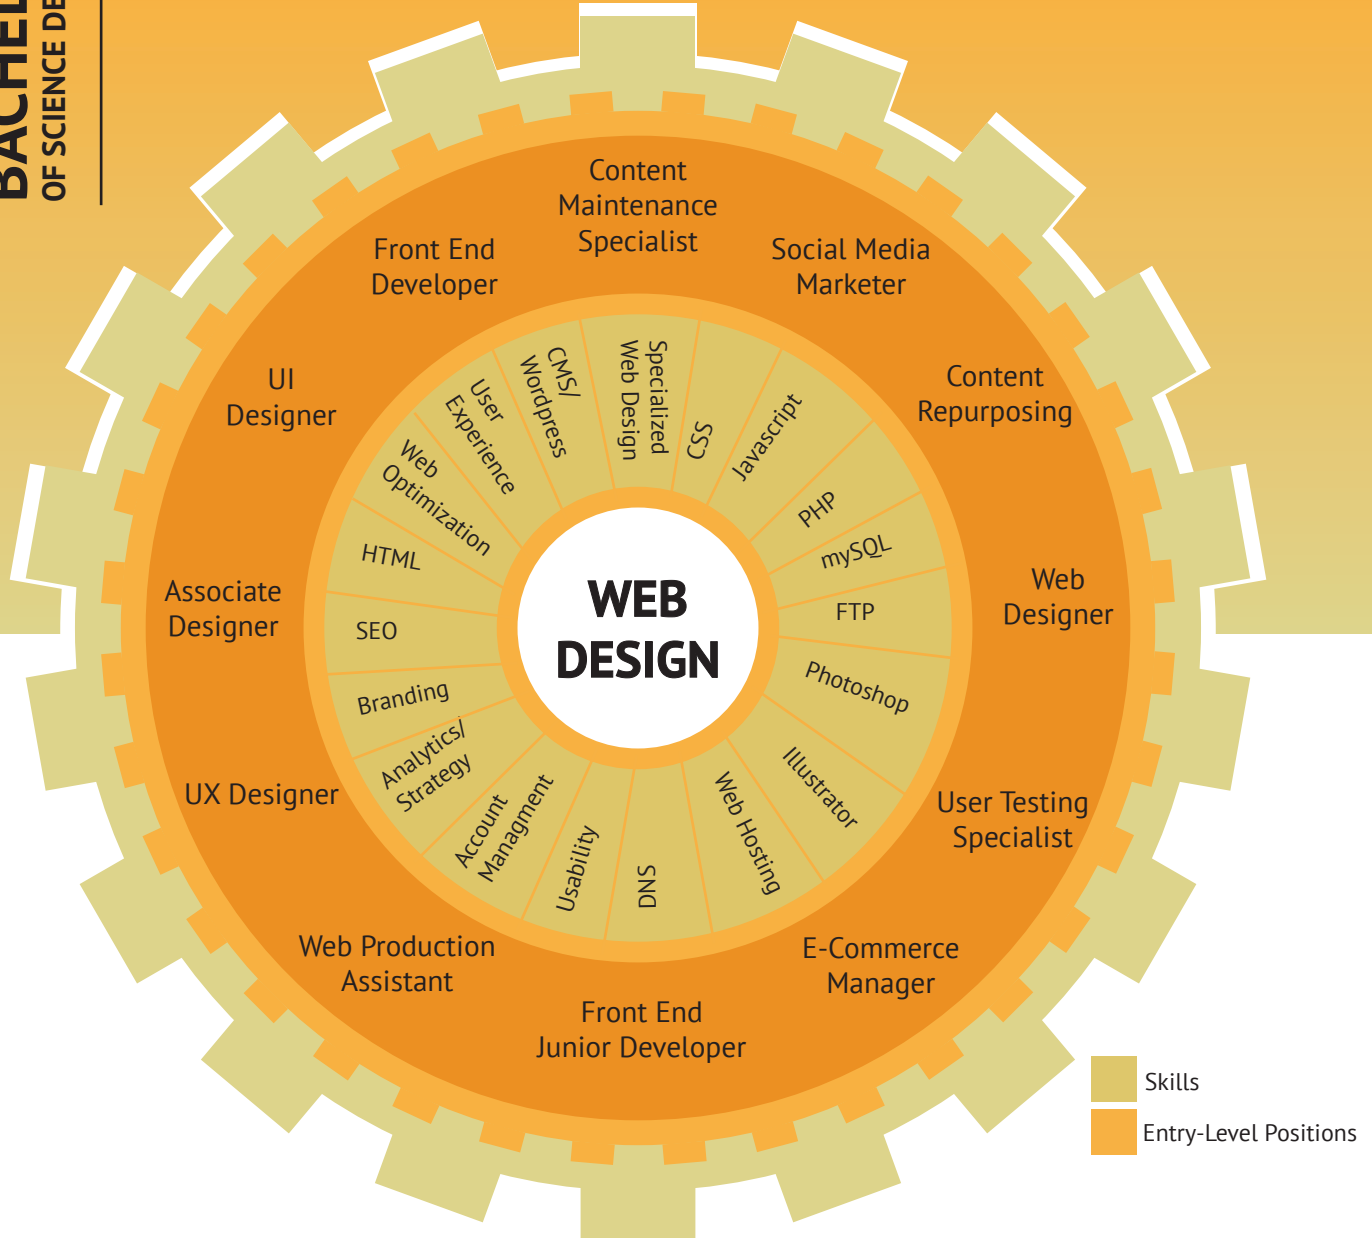 OF SCIENCE
Content
Maintenance
Specialist
Social Media
Marketer
Content
Repurposing
Web
Designer
User Testing
Specialist
E-Commerce
Manager
Front End
Junior Developer
Web Production
Assistant
UX Designer
Associate
Designer
UI
Designer
Front End
Developer
Specialized
Web Design
CSS
Javascript
PHP
mySQL
FTP
Photoshop
Illustrator
Web Hosting
DNS
Usability
Account
Managment
Analytics/
Strategy
Branding
SEO
HTML
Web
Optimization
User
Experience
CMS/
Wordpress
WEB
DESIGN
Skills
Entry-Level Positions